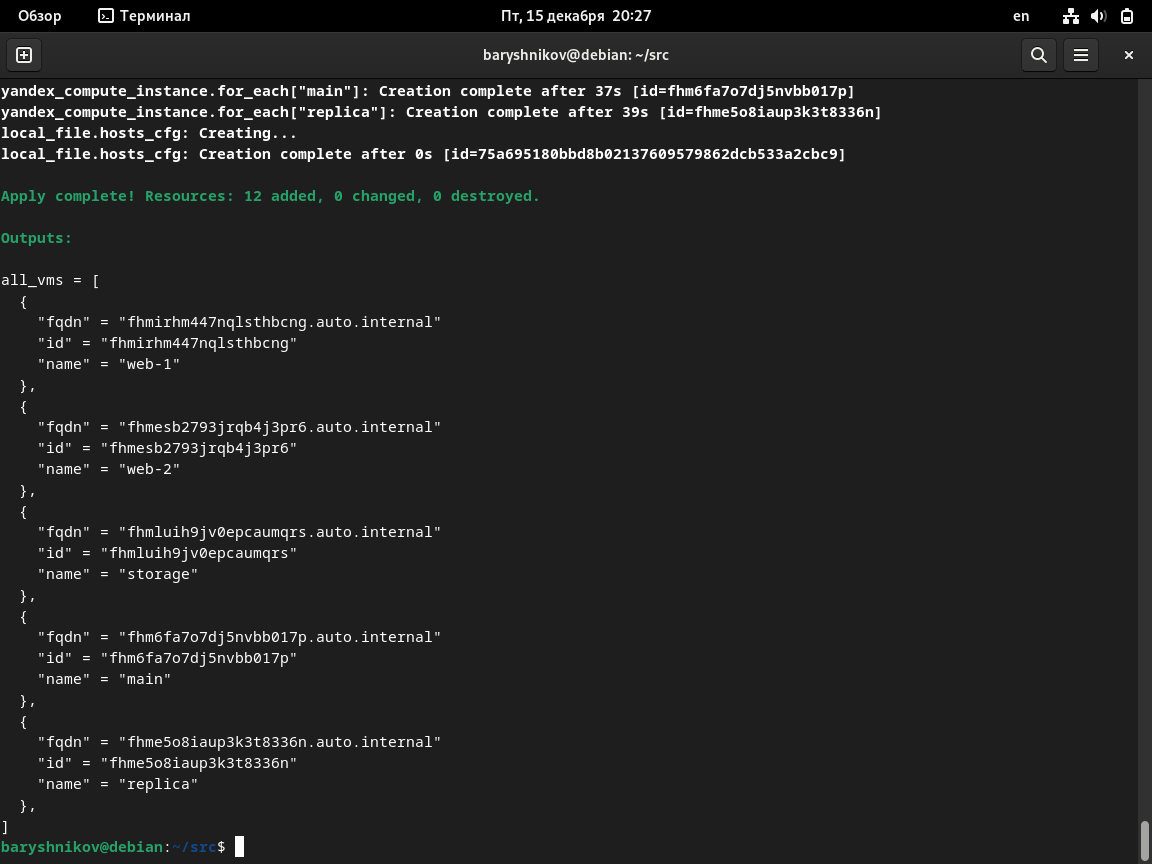 Обзор Терминал Пт, 15 декабря 20:27 en
baryshnikov@debian: ~/src
yandex_compute_instance.for_each["main"]: Creation complete after 37s [id=fhm6fa7o7dj5nvbb017p]
yandex_compute_instance.for_each["replica"]: Creation complete after 39s [id=fhme5o8iaup3k3t8336n]
local_file.hosts_cfg: Creating...
local_file.hosts_cfg: Creation complete after 0s [id=75a695180bbd8b02137609579862dcb533a2cbc9]
Apply complete! Resources: 12 added, 0 changed, 0 destroyed.
Outputs:
all_vms = [
  {
    "fqdn" = "fhmirhm447nqlsthbcng.auto.internal"
    "id" = "fhmirhm447nqlsthbcng"
    "name" = "web-1"
  },
  {
    "fqdn" = "fhmesb2793jrqb4j3pr6.auto.internal"
    "id" = "fhmesb2793jrqb4j3pr6"
    "name" = "web-2"
  },
  {
    "fqdn" = "fhmluih9jv0epcaumqrs.auto.internal"
    "id" = "fhmluih9jv0epcaumqrs"
    "name" = "storage"
  },
  {
    "fqdn" = "fhm6fa7o7dj5nvbb017p.auto.internal"
    "id" = "fhm6fa7o7dj5nvbb017p"
    "name" = "main"
  },
  {
    "fqdn" = "fhme5o8iaup3k3t8336n.auto.internal"
    "id" = "fhme5o8iaup3k3t8336n"
    "name" = "replica"
  },
]
baryshnikov@debian:~/src$